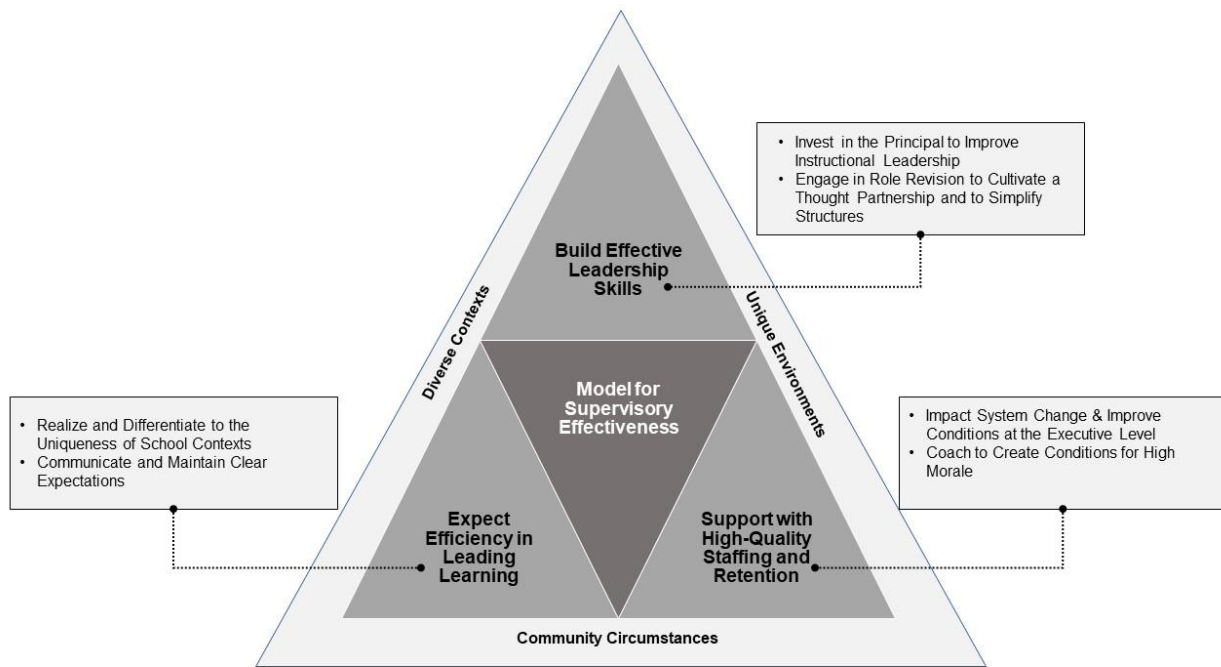 • Invest in the Principal to Improve
Instructional Leadership
• Engage in Role Revision to Cultivate a
Thought Partnership and to Simplify
Structures
Build Effective
Leadership
Skills
Diverse Contexts
Unique Environments
Model for
Supervisory
Effectiveness
• Realize and Differentiate to the
Uniqueness of School Contexts
• Communicate and Maintain Clear
Expectations
• Impact System Change & Improve
Conditions at the Executive Level
• Coach to Create Conditions for High
Morale
Expect
Efficiency in
Leading
Learning
Support with
High-Quality
Staffing and
Retention
Community Circumstances